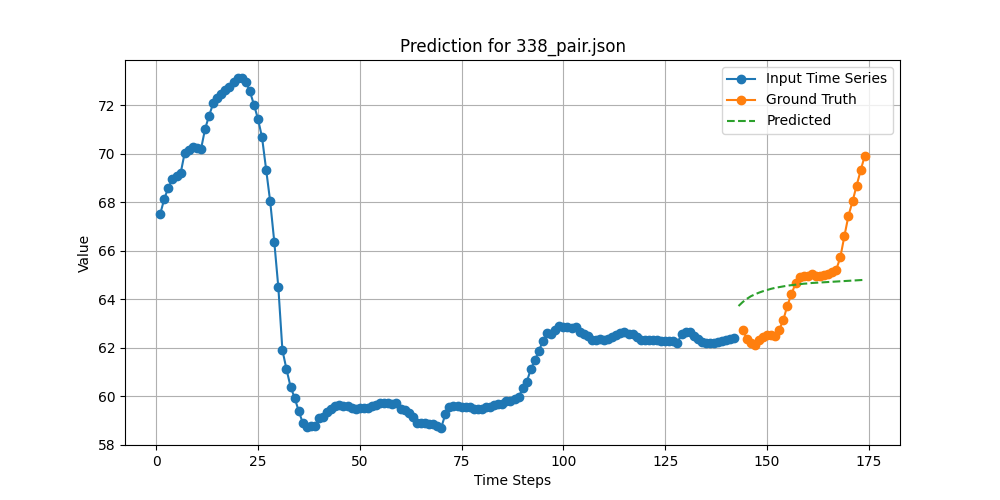 Prediction for 338_pair.json
Input Time Series
Ground Truth
Predicted
Value
72
70
68
66
64
62
60
58
0 25 50 75 100 125 150 175
Time Steps